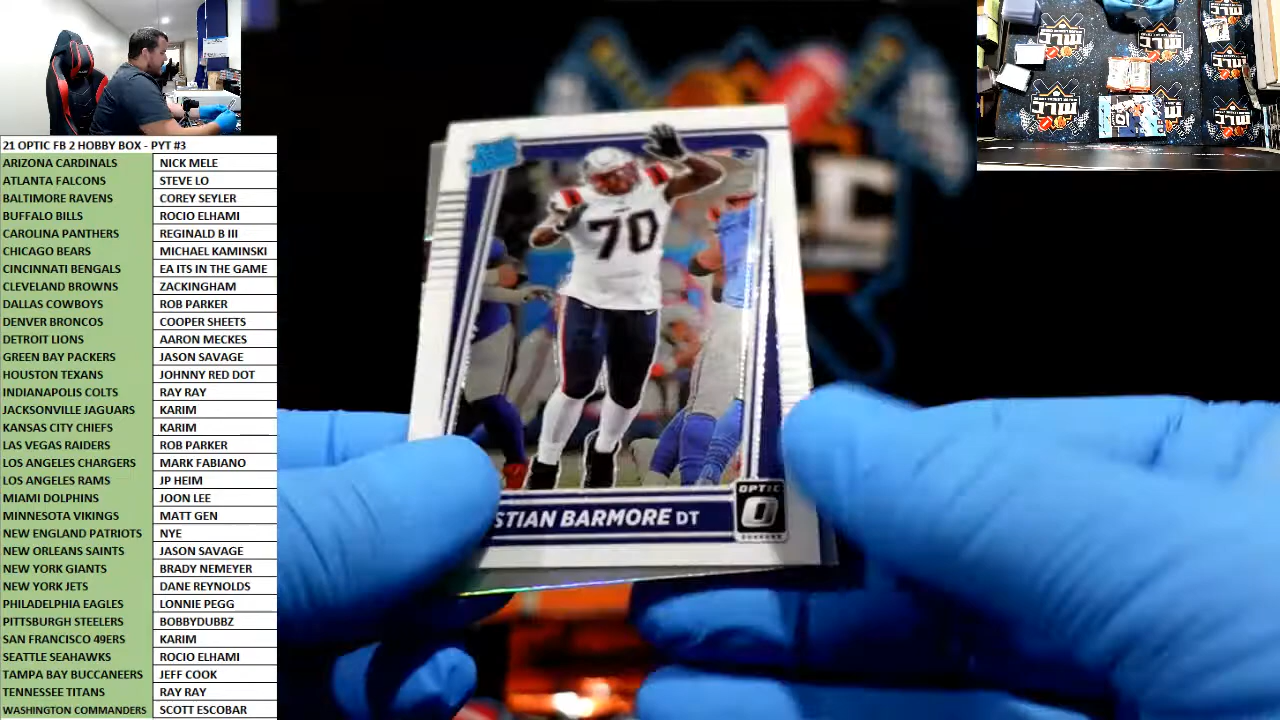 21 OPTIC FB 2 HOBBY BOX - PYT #3
ARIZONA CARDINALS NICK MELE
ATLANTA FALCONS STEVE LO
BALTIMORE RAVENS COREY SEYLER
BUFFALO BILLS ROCIO ELHAMI
CAROLINA PANTHERS REGINALD B III
CHICAGO BEARS MICHAEL KAMINSKI
CINCINNATI BENGALS EA ITS IN THE GAME
CLEVELAND BROWNS ZACKINGHAM
DALLAS COWBOYS ROB PARKER
DENVER BRONCOS COOPER SHEETS
DETROIT LIONS AARON MECKES
GREEN BAY PACKERS JASON SAVAGE
HOUSTON TEXANS JOHNNY RED DOT
INDIANAPOLIS COLTS RAY RAY
JACKSONVILLE JAGUARS KARIM
KANSAS CITY CHIEFS KARIM
LAS VEGAS RAIDERS ROB PARKER
LOS ANGELES CHARGERS MARK FABIANO
LOS ANGELES RAMS JP HEIM
MIAMI DOLPHINS JOON LEE
MINNESOTA VIKINGS MATT GEN
NEW ENGLAND PATRIOTS NYE
NEW ORLEANS SAINTS JASON SAVAGE
NEW YORK GIANTS BRADY NEMEYER
NEW YORK JETS DANE REYNOLDS
PHILADELPHIA EAGLES LONNIE PEGG
PITTSBURGH STEELERS BOBBYDUBBZ
SAN FRANCISCO 49ERS KARIM
SEATTLE SEAHAWKS ROCIO ELHAMI
TAMPA BAY BUCCANEERS JEFF COOK
TENNESSEE TITANS RAY RAY
WASHINGTON COMMANDERS SCOTT ESCOBAR
70
STIAN BARMORE DT
OPTIC
O
DONRUSS